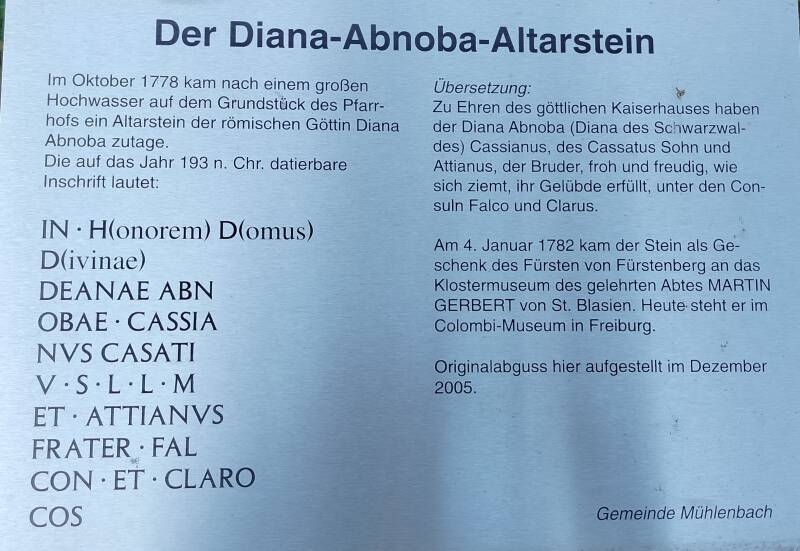 Der Diana-Abnoba-Altarstein
Im Oktober 1778 kam nach einem großen
Hochwasser auf dem Grundstück des Pfarr-
hofs ein Altarstein der römischen Göttin Diana
Abnoba zutage.
Die auf das Jahr 193 n. Chr. datierbare
Inschrift lautet:
IN · H(onorem) D(omus)
D(ivinae)
DEANAE ABN
OBAE · CASSIA
NVS CASATI
V · S · L · L · M
ET · ATTIANVS
FRATER · FAL
CON · ET · CLARO
COS
Übersetzung:
Zu Ehren des göttlichen Kaiserhauses haben
der Diana Abnoba (Diana des Schwarzwal-
des) Cassianus, des Cassatus Sohn und
Attianus, der Bruder, froh und freudig, wie
sich ziemt, ihr Gelübde erfüllt, unter den Con-
suln Falco und Clarus.
Am 4. Januar 1782 kam der Stein als Ge-
schenk des Fürsten von Fürstenberg an das
Klostermuseum des gelehrten Abtes MARTIN
GERBERT von St. Blasien. Heute steht er im
Colombi-Museum in Freiburg.
Originalabguss hier aufgestellt im Dezember
2005.
Gemeinde Mühlenbach